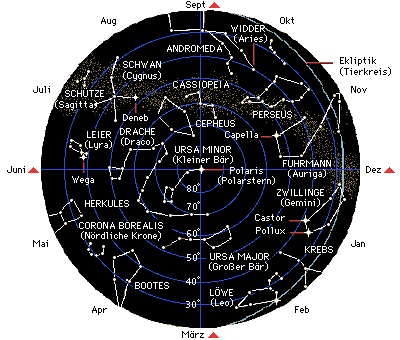 Sept
Aug
Okt
WIDDER
(Aries)
ANDROMEDA
Ekliptik
(Tierkreis)
SCHWAN
(Cygnus)
CASSIOPEIA
Juli
SCHÜTZE
(Sagitta)
Nov
Deneb
PERSEUS
CEPHEUS
LEIER
(Lyra)
DRACHE
(Draco)
Capella
URSA MINOR
(Kleiner Bär)
FUHRMANN
(Auriga)
Juni
Polaris
(Polarstern)
Dez
Wega
80°
ZWILLINGE
(Gemini)
HERKULES
70°
Castor
CORONA BOREALIS
(Nördliche Krone)
60°
Pollux
Mai
Jan
50°
URSA MAJOR
(Großer Bär)
KREBS
40°
BOOTES
LÖWE
(Leo)
30°
Apr
Feb
März